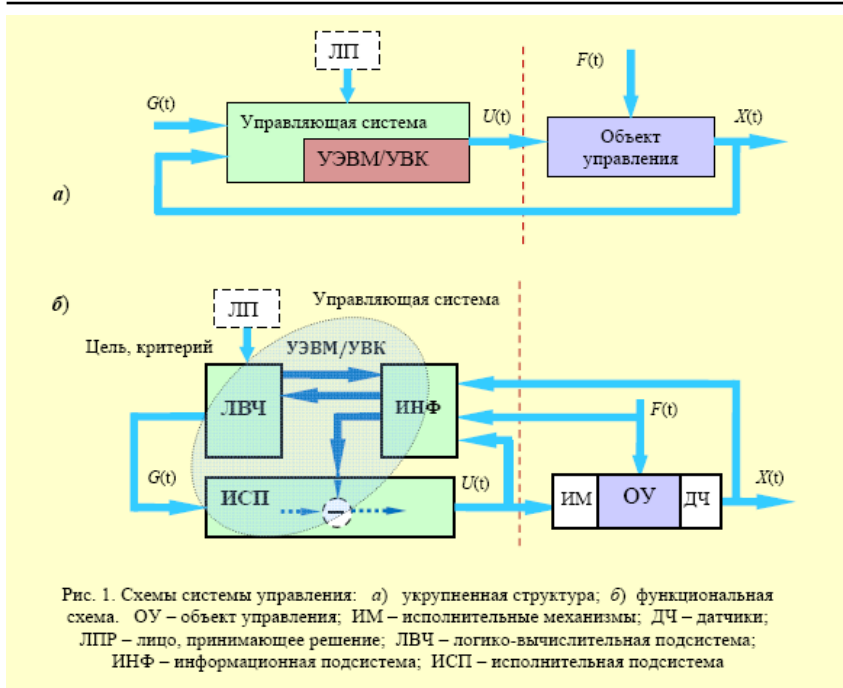 ЛП
F(t)
G(t)
Управляющая система
U(t)
X(t)
УЭВМ/УВК
Объект
управления
а)
б)
ЛП
Управляющая система
Цель, критерий
УЭВМ/УВК
ЛВЧ
ИНФ
F(t)
G(t)
ИСП
U(t)
ИМ
ОУ
ДЧ
X(t)
Рис. 1. Схемы системы управления: а) укрупненная структура; б) функциональная
схема. ОУ – объект управления; ИМ – исполнительные механизмы; ДЧ – датчики;
ЛПР – лицо, принимающее решение; ЛВЧ – логико-вычислительная подсистема;
ИНФ – информационная подсистема; ИСП – исполнительная подсистема